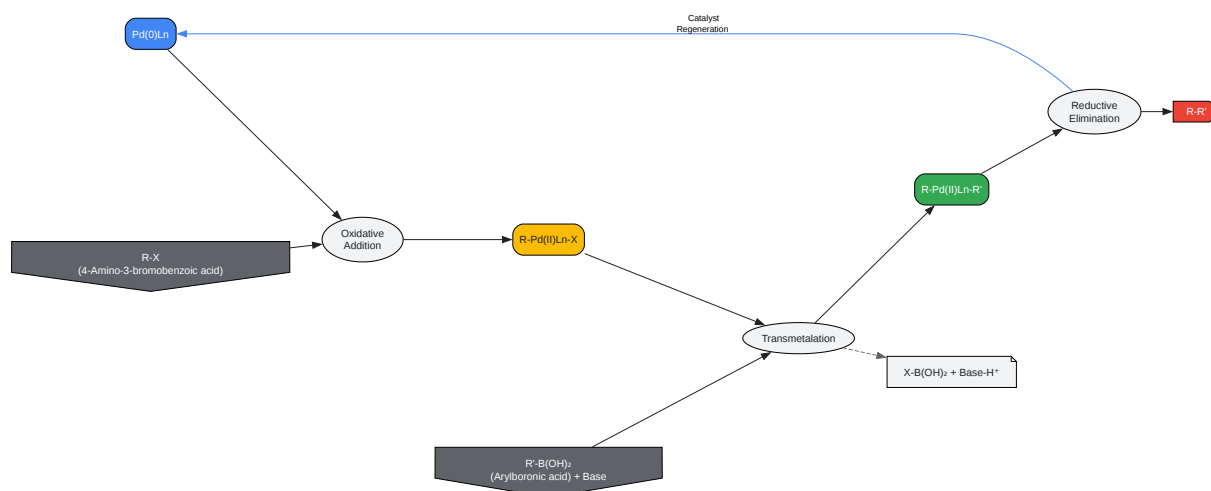 Catalyst
Regeneration
Pd(0)Ln
Reductive
Elimination
R-R'
R-Pd(II)Ln-R'
Oxidative
Addition
R-Pd(II)Ln-X
R-X
(4-Amino-3-bromobenzoic acid)
Transmetalation
X-B(OH)₂ + Base-H⁺
R'-B(OH)₂
(Arylboronic acid) + Base